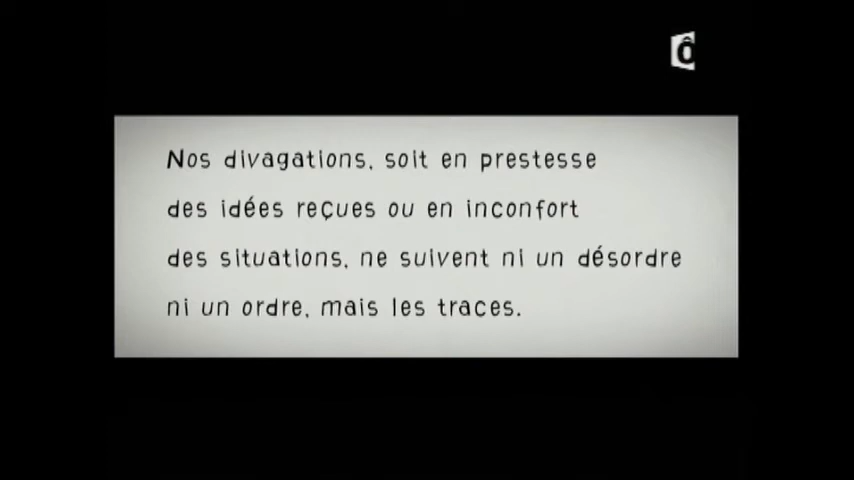 Ô
Nos divagations, soit en prestesse
des idées reçues ou en inconfort
des situations, ne suivent ni un désordre
ni un ordre, mais les traces.